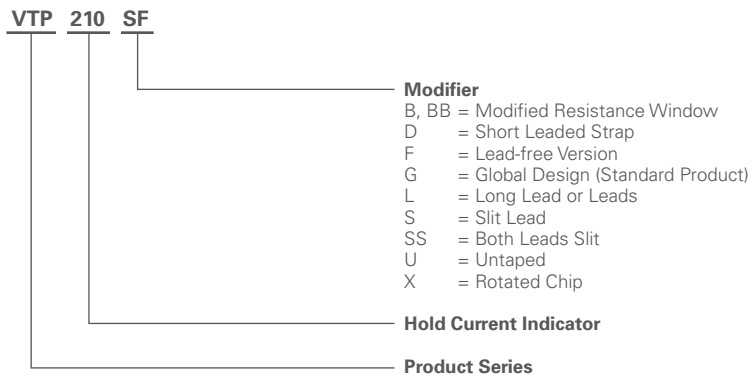 VTP 210 SF
Modifier
B, BB = Modified Resistance Window
D = Short Leaded Strap
F = Lead-free Version
G = Global Design (Standard Product)
L = Long Lead or Leads
S = Slit Lead
SS = Both Leads Slit
U = Untaped
X = Rotated Chip
Hold Current Indicator
Product Series